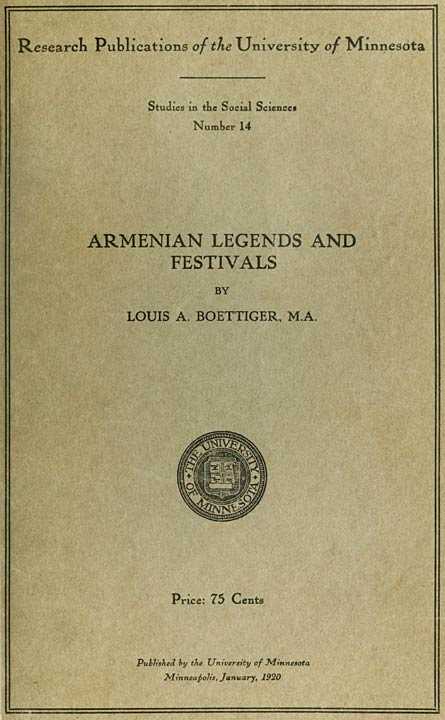 Research Publications of the University of Minnesota
Studies in the Social Sciences
Number 14
ARMENIAN LEGENDS AND
FESTIVALS
BY
LOUIS A. BOETTIGER, M.A.
THE UNIVERSITY
OF MINNESOTA
Price: 75 Cents
Published by the University of Minnesota
Minneapolis, January, 1920